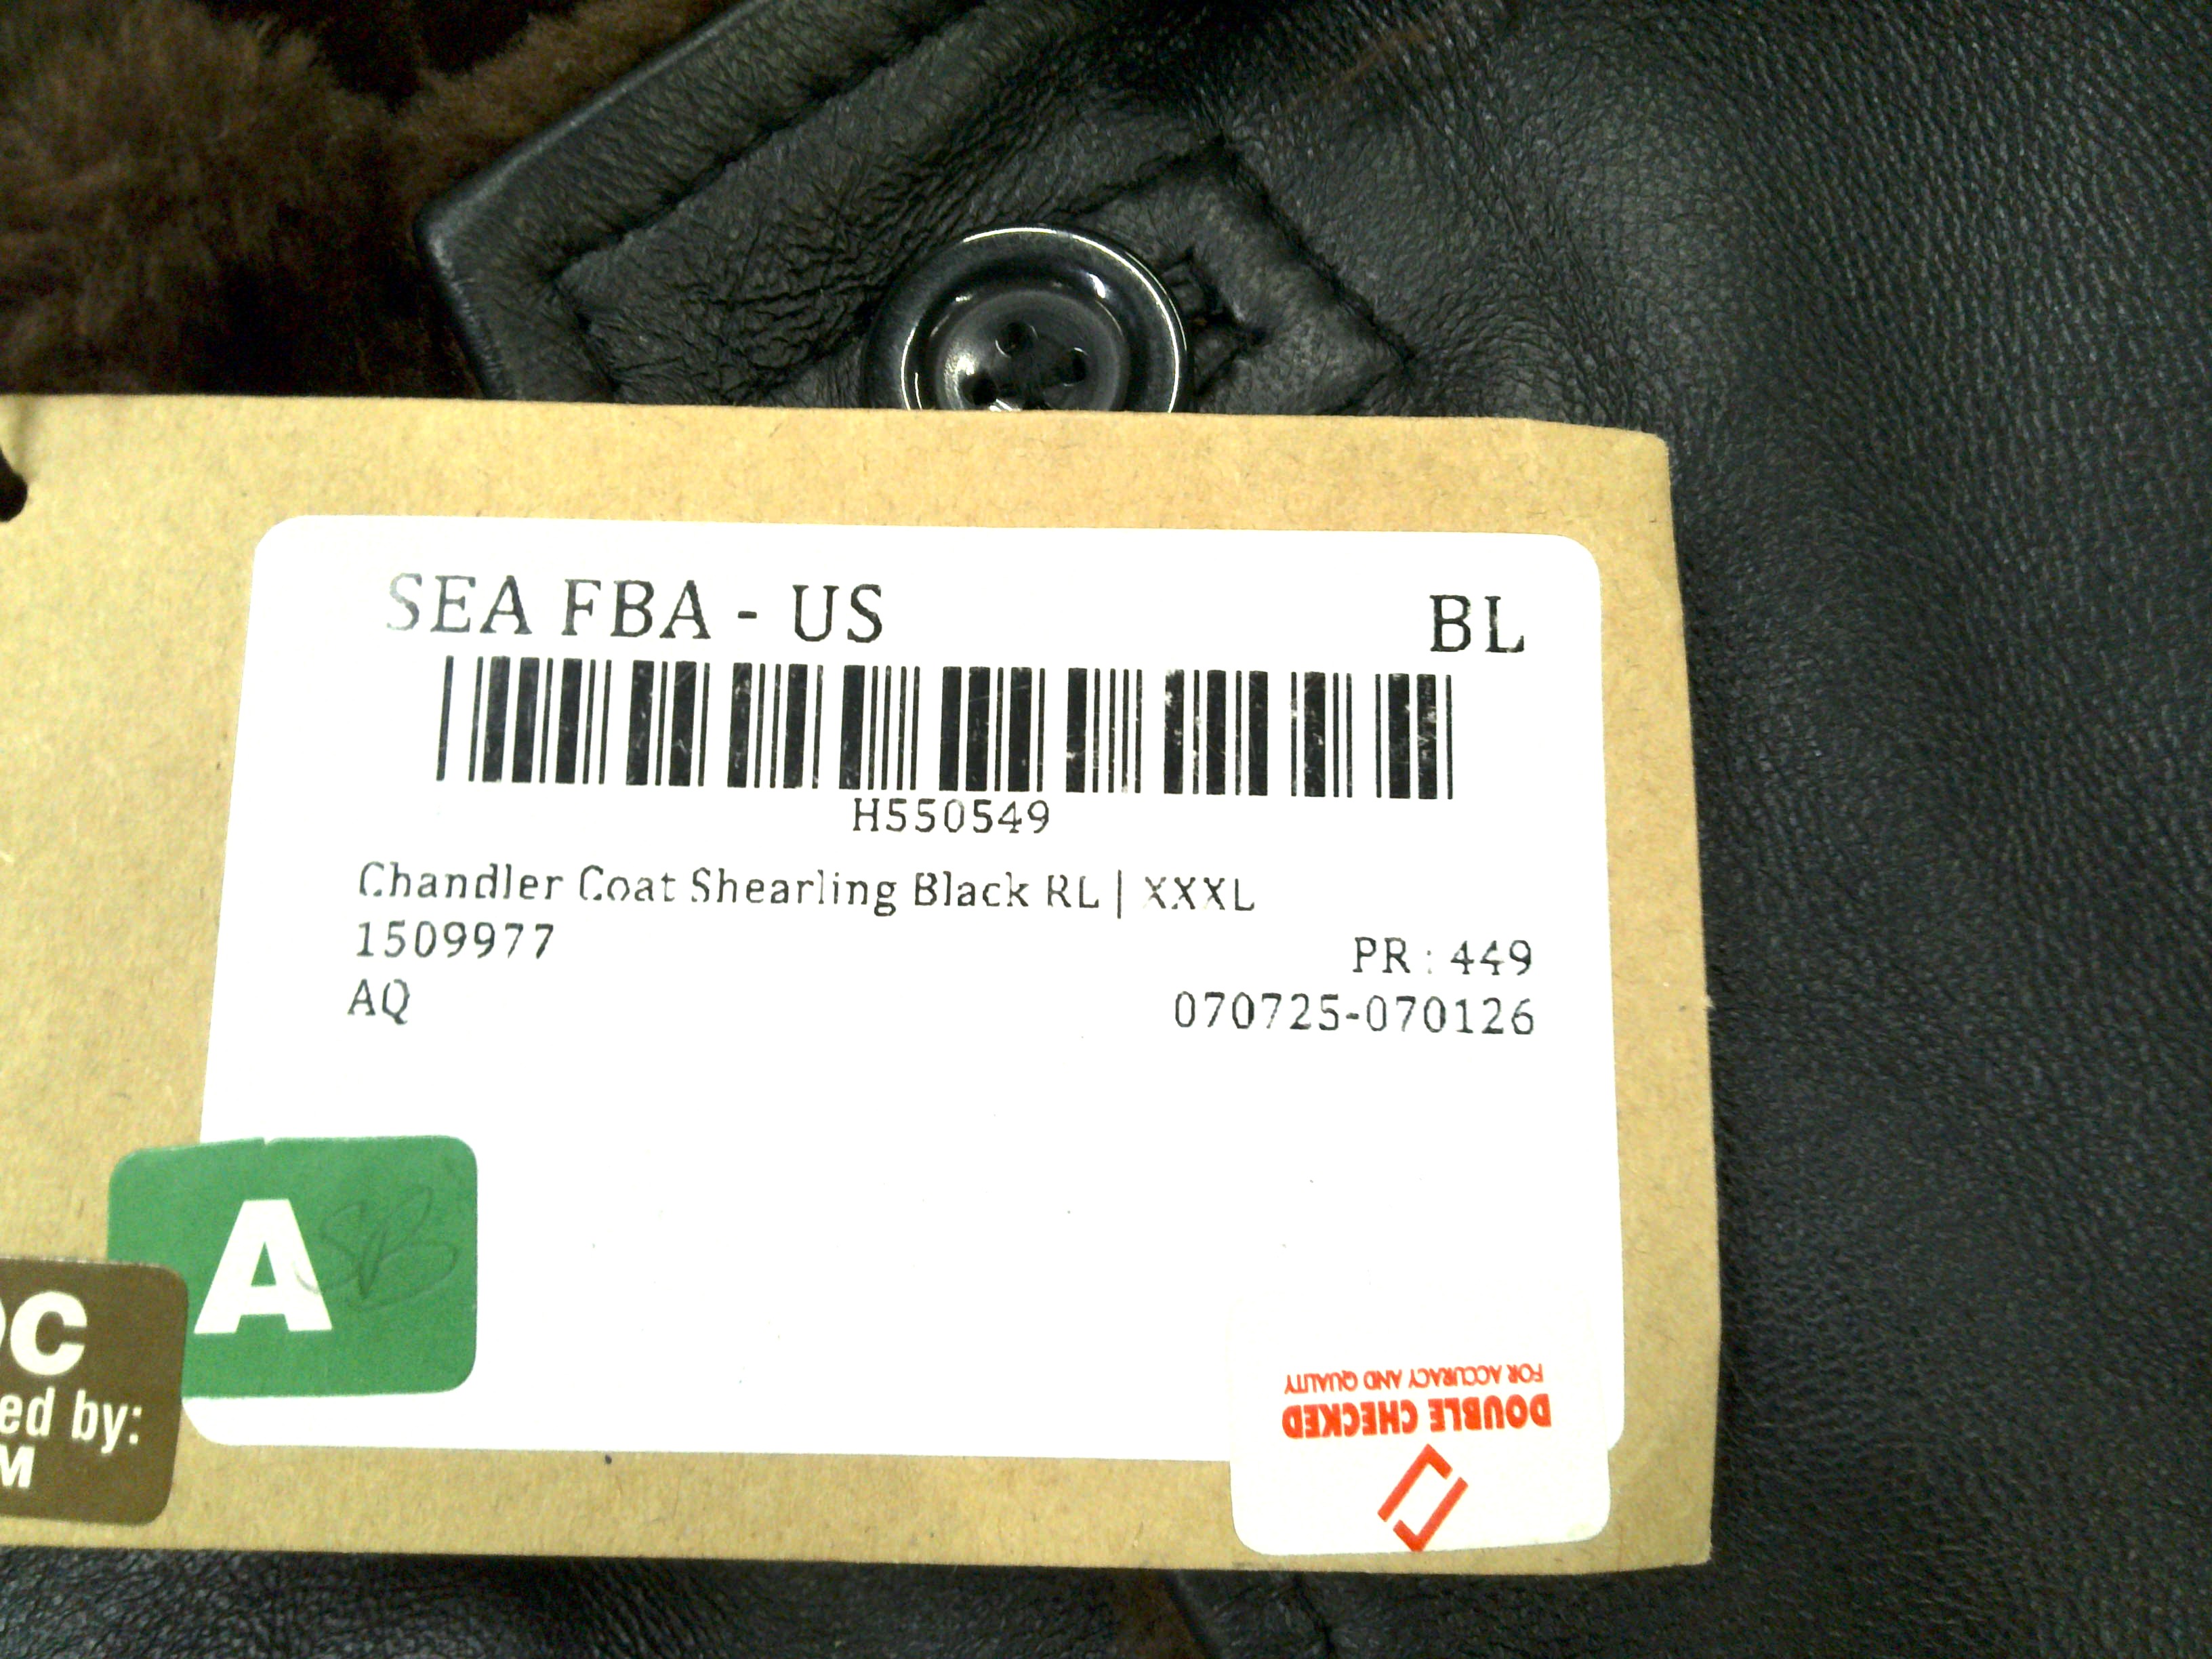 SEA FBA - US BL
H550549
Chandler Coat Shearling Black RL | XXXL
1509977 PR : 449
AQ 070725-070126
A SB
ed by:
M
DOUBLE CHECKED
FOR ACCURACY AND QUALITY